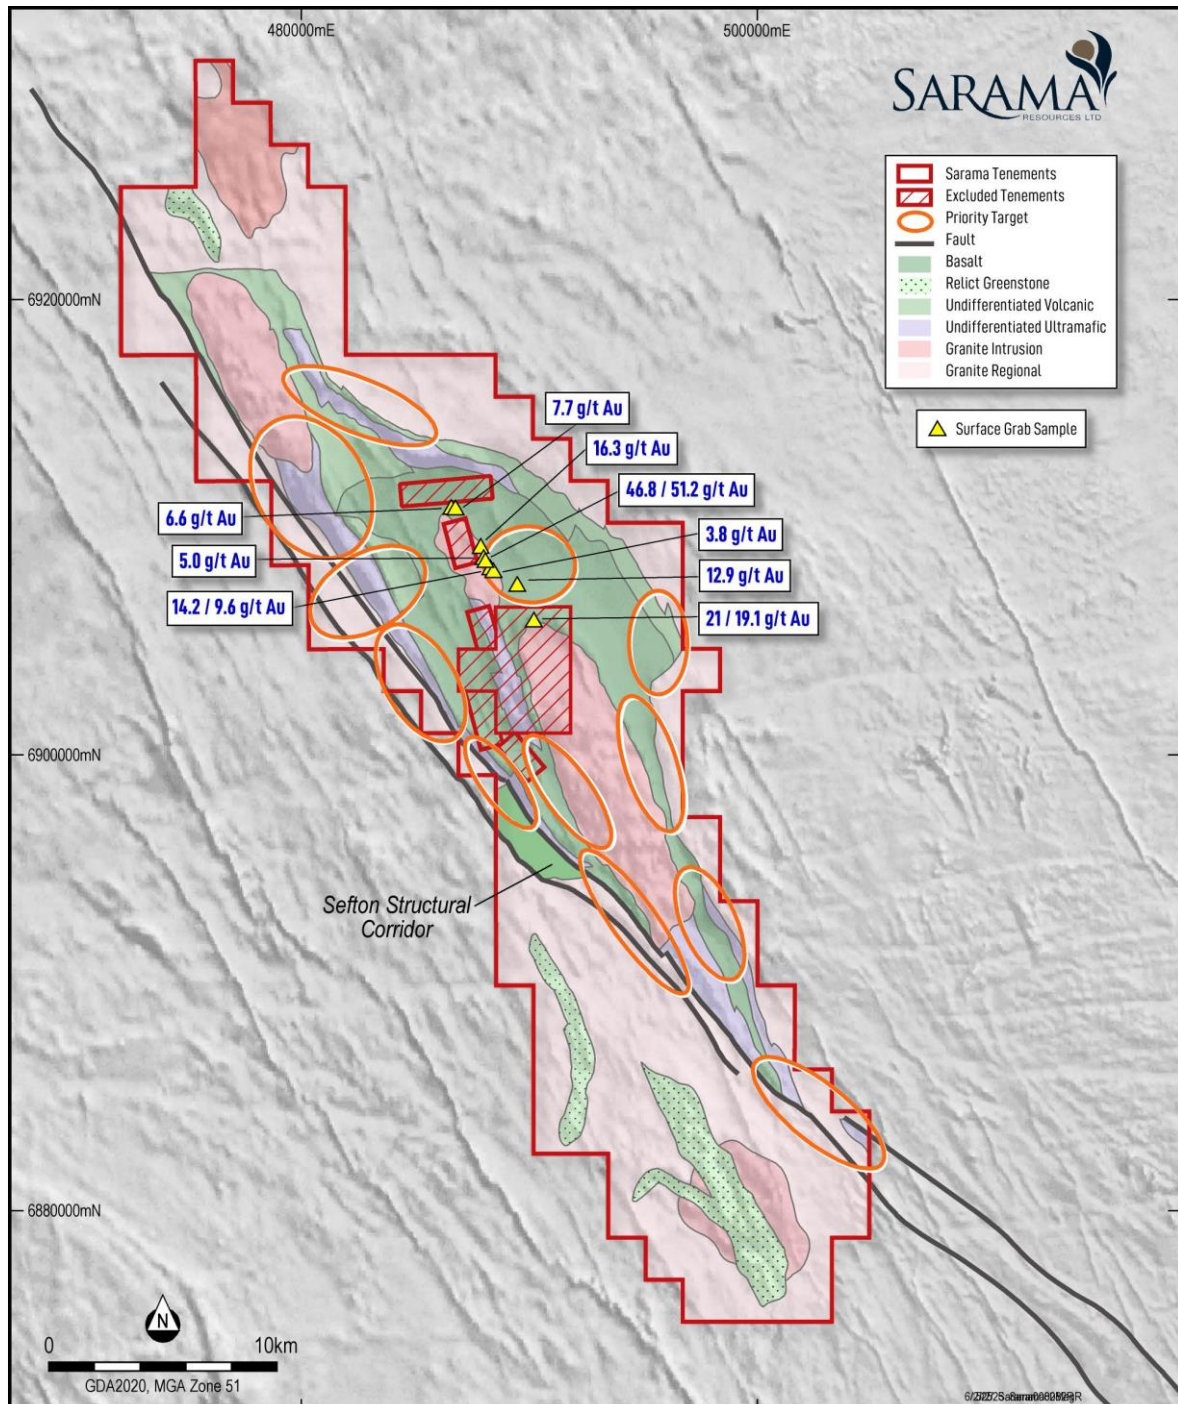 480000mE
500000mE
SARAMA
RESOURCES LTD
Sarama Tenements
Excluded Tenements
Priority Target
Fault
Basalt
Relict Greenstone
Undifferentiated Volcanic
Undifferentiated Ultramafic
Granite Intrusion
Granite Regional
Surface Grab Sample
6920000mN
7.7 g/t Au
16.3 g/t Au
46.8 / 51.2 g/t Au
6.6 g/t Au
3.8 g/t Au
5.0 g/t Au
12.9 g/t Au
14.2 / 9.6 g/t Au
21 / 19.1 g/t Au
6900000mN
Sefton Structural
Corridor
6880000mN
N
0 10km
GDA2020, MGA Zone 51